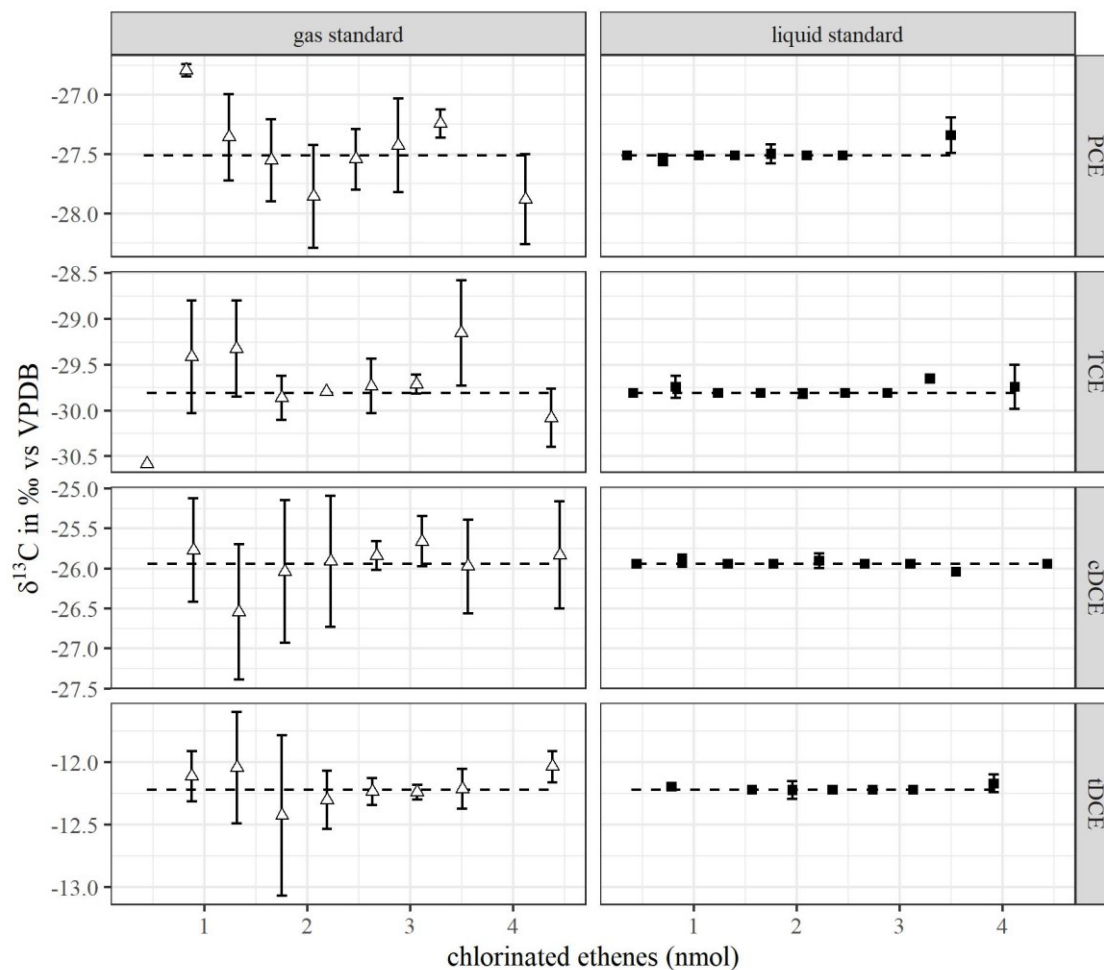 gas standard
liquid standard
-27.0
-27.5
-28.0
PCE
-28.5
-29.0
-29.5
-30.0
-30.5
TCE
-25.0
-25.5
-26.0
-26.5
-27.0
-27.5
cDCE
-12.0
-12.5
-13.0
tDCE
δ¹³C in ‰ vs VPDB
1 2 3 4
1 2 3 4
chlorinated ethenes (nmol)